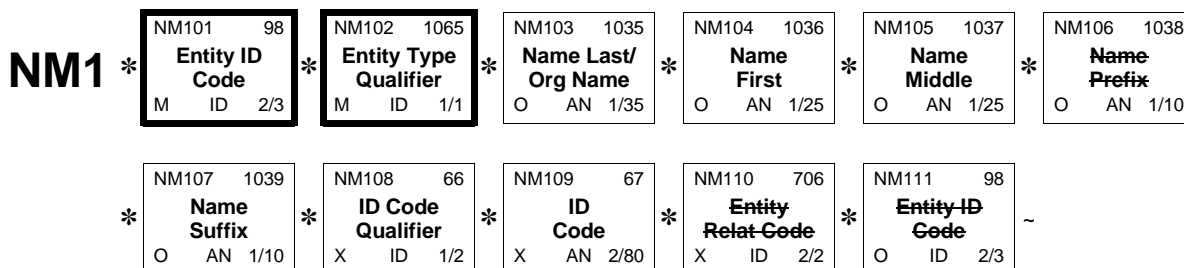 NM101 98 NM102 1065 NM103 1035 NM104 1036 NM105 1037 NM106 1038
NM1 * Entity ID Code * Entity Type Qualifier * Name Last/ Org Name * Name First * Name Middle * Name Prefix
M ID 2/3 M ID 1/1 O AN 1/35 O AN 1/25 O AN 1/25 O AN 1/10
NM107 1039 NM108 66 NM109 67 NM110 706 NM111 98
* Name Suffix * ID Code Qualifier * ID Code * Entity Relat Code * Entity ID Code ~
O AN 1/10 X ID 1/2 X AN 2/80 X ID 2/2 O ID 2/3